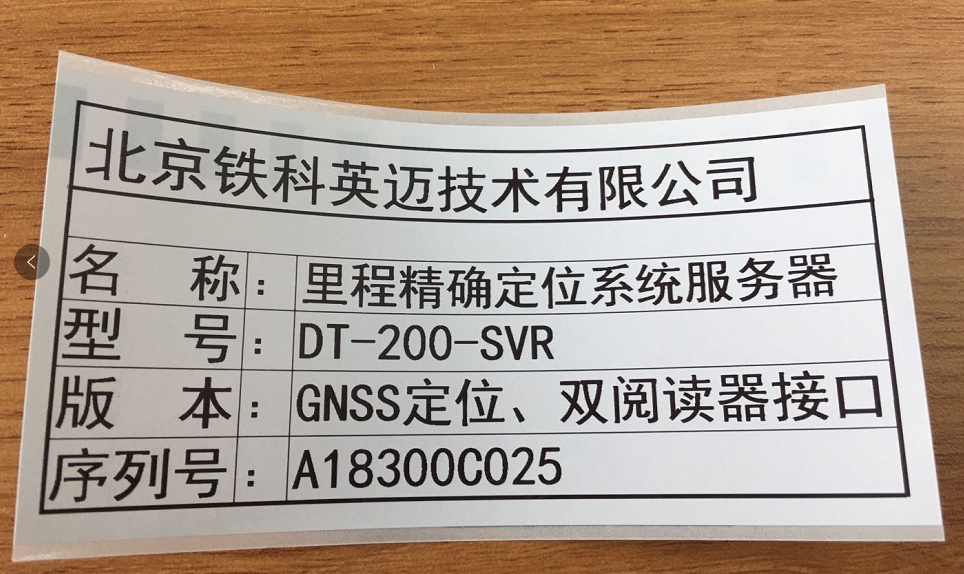 北京铁科英迈技术有限公司
名 称：里程精确定位系统服务器
型 号：DT-200-SVR
版 本：GNSS定位、双阅读器接口
序列号：A18300C025